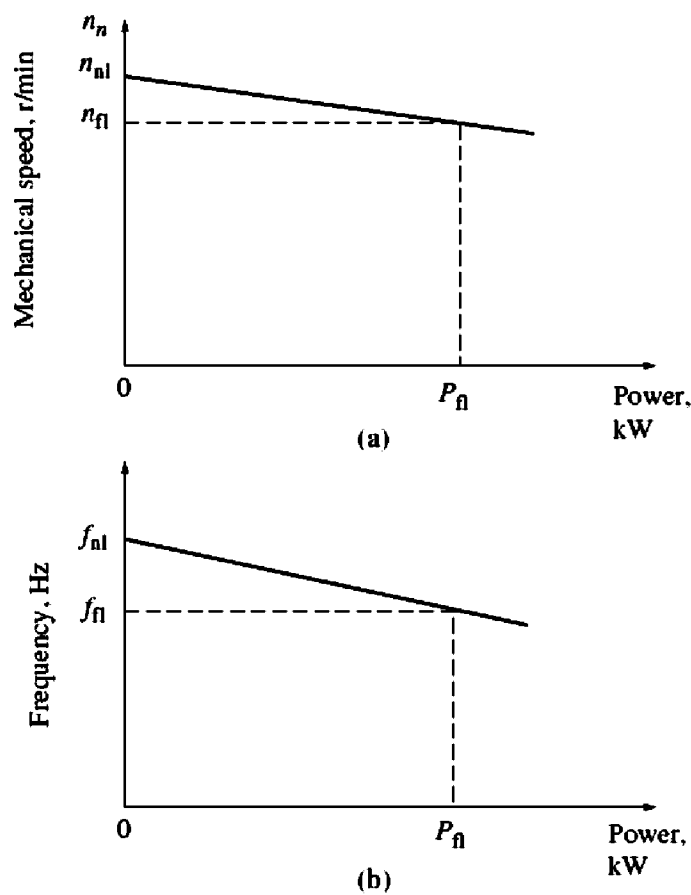 n_n
n_nl
n_fl
Mechanical speed, r/min
0
P_fl
Power,
kW
(a)
f_nl
f_fl
Frequency, Hz
0
P_fl
Power,
kW
(b)